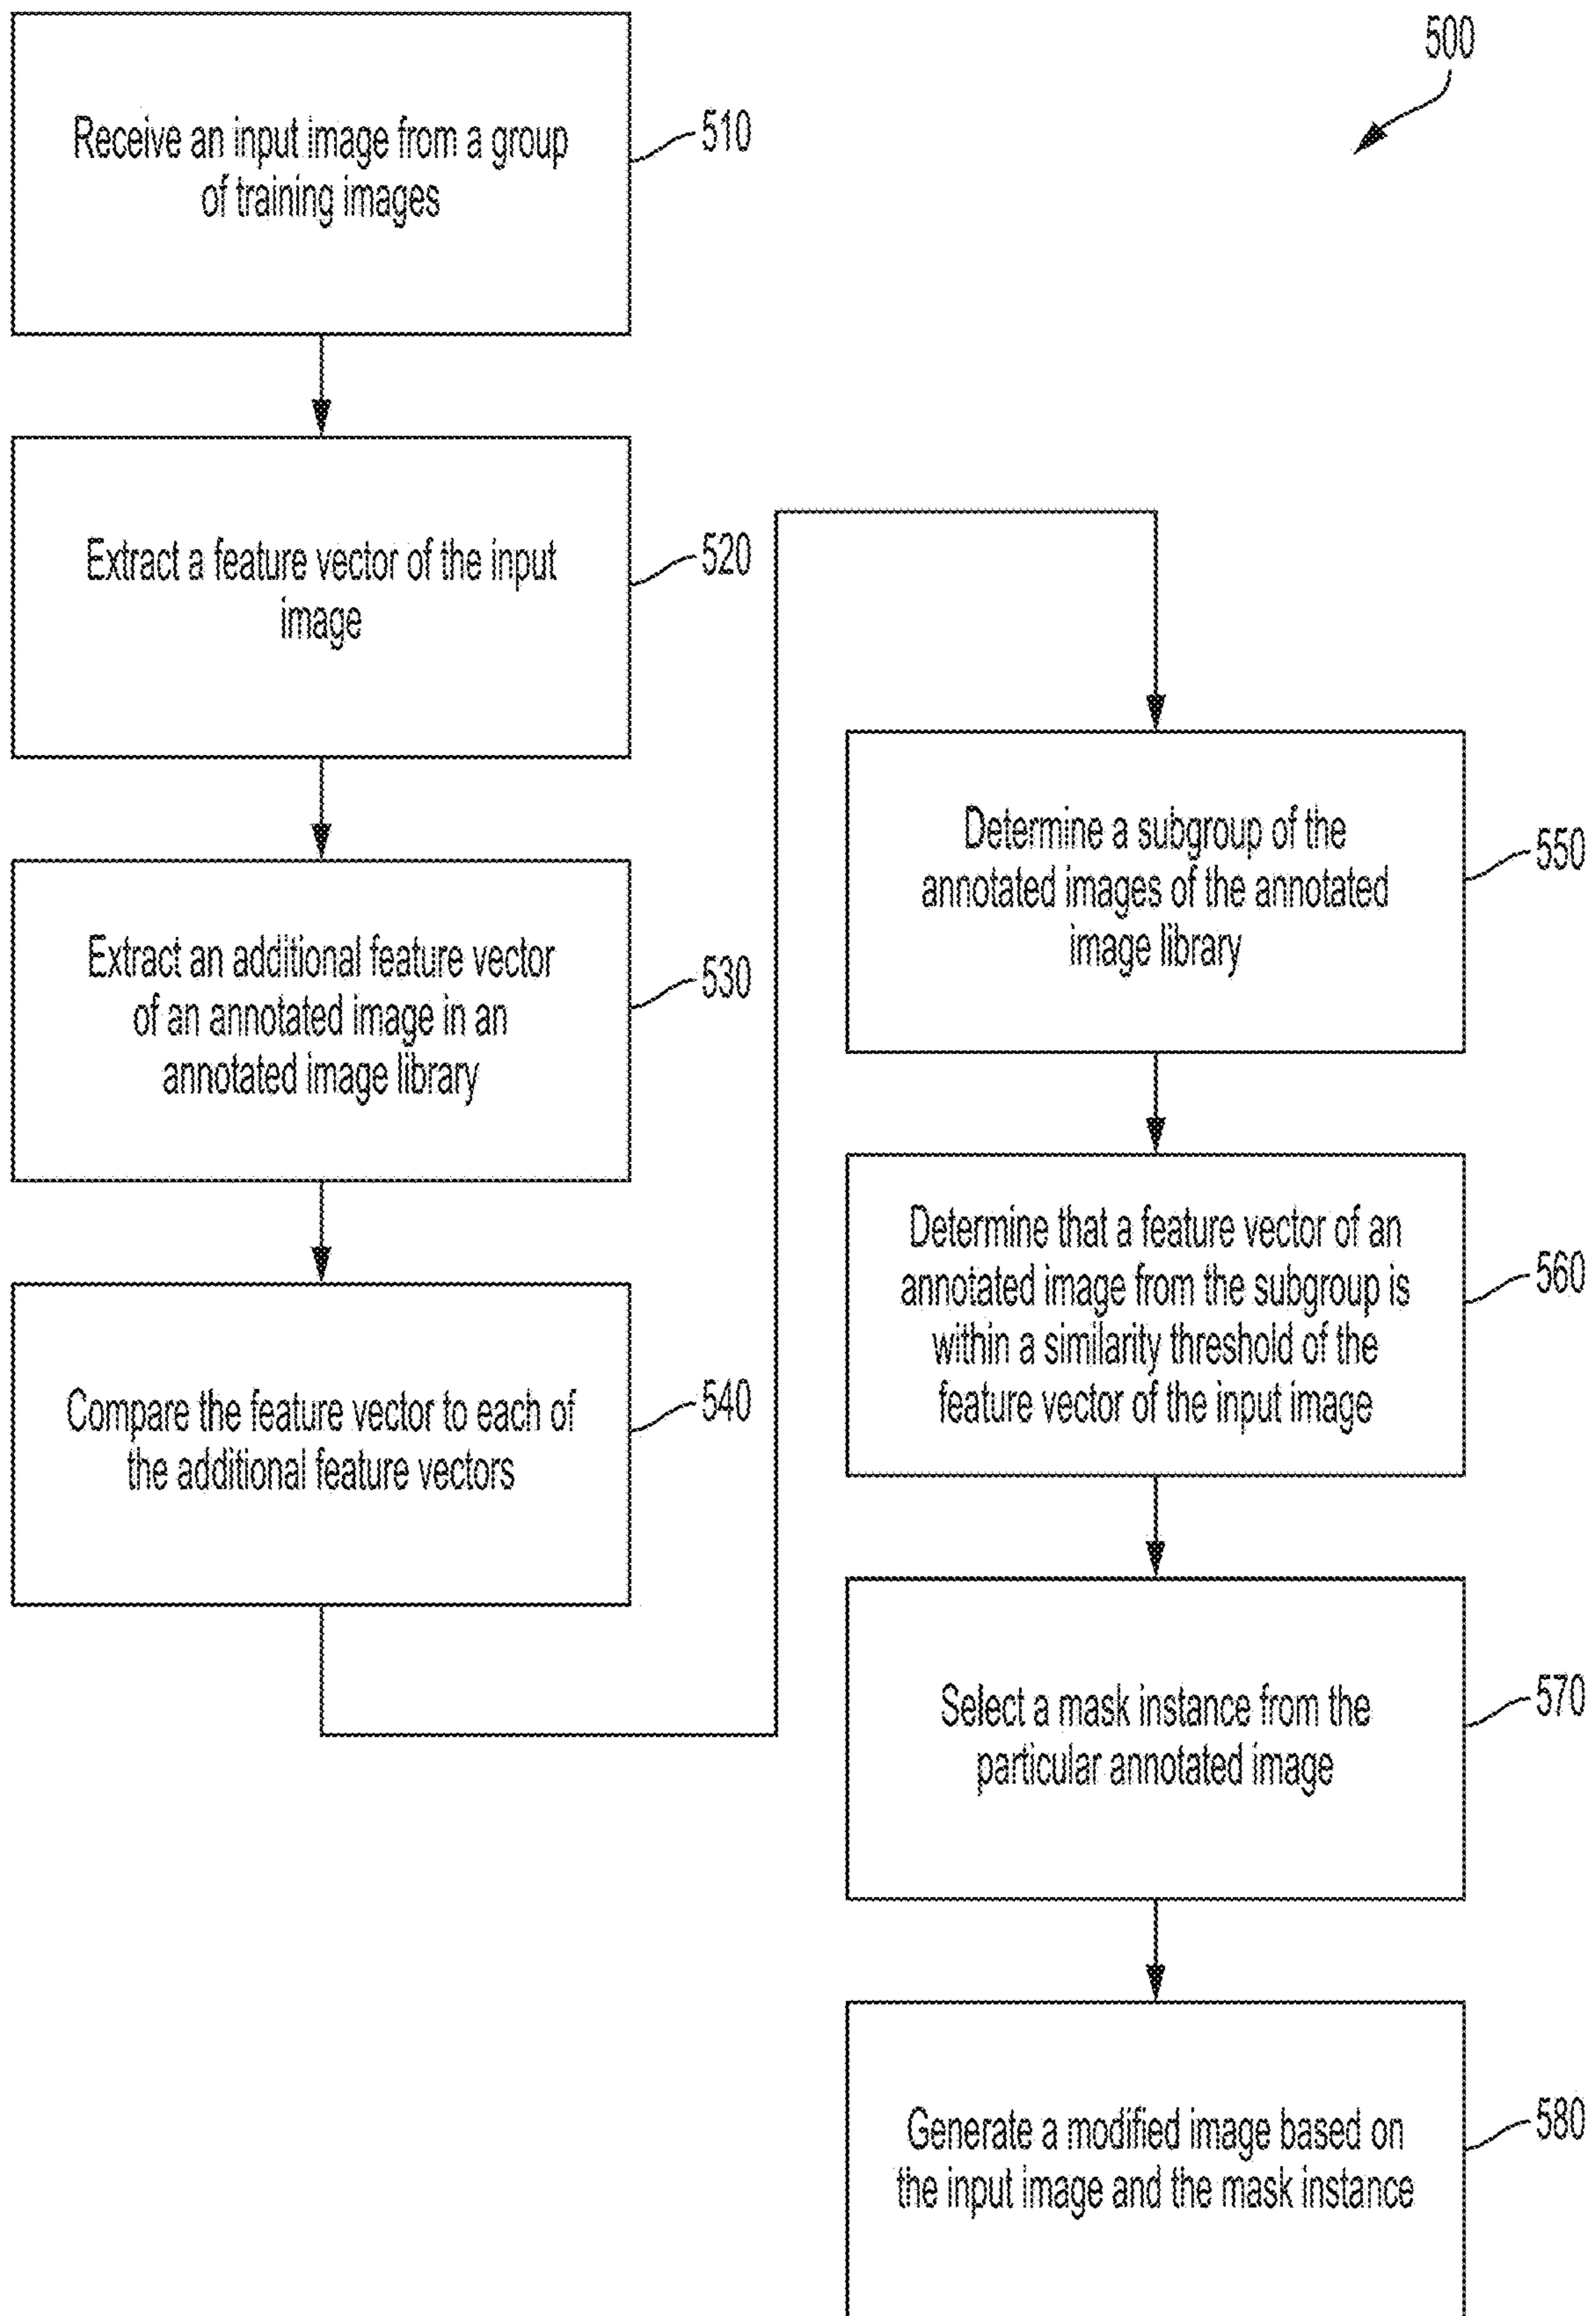 500
Receive an input image from a group
of training images
510
Extract a feature vector of the input
image
520
Extract an additional feature vector
of an annotated image in an
annotated image library
530
Compare the feature vector to each of
the additional feature vectors
540
Determine a subgroup of the
annotated images of the annotated
image library
550
Determine that a feature vector of an
annotated image from the subgroup is
within a similarity threshold of the
feature vector of the input image
560
Select a mask instance from the
particular annotated image
570
Generate a modified image based on
the input image and the mask instance
580